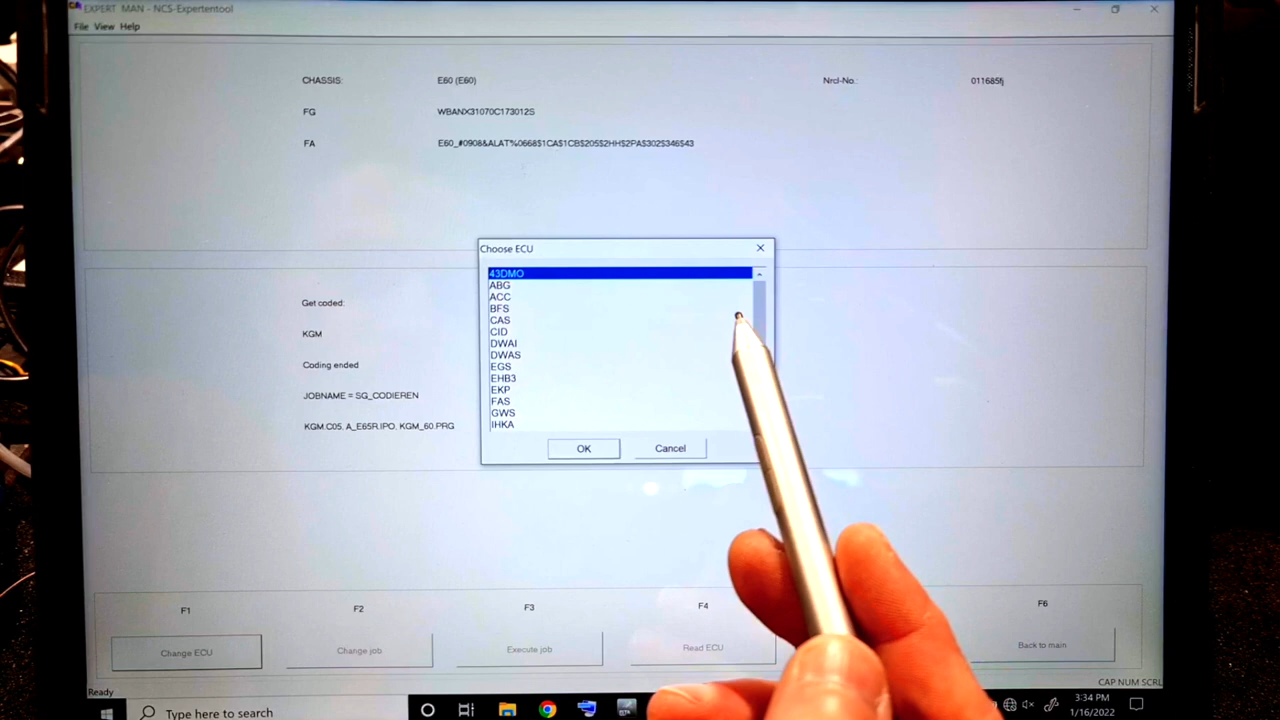 EXPERT MAN - NCS-Expertentool
File View Help
CHASSIS: E60 (E60) Nrcl-No.: 011685
FG WBANX31070C173012S
FA E60_#0908&ALAT%0668$1CA$1CB$205$2HH$2PA$302$346$43
Choose ECU
43DMO
ABG
ACC
BFS
CAS
CID
DWAI
DWAS
EGS
EHB3
EKP
FAS
GWS
IHKA
OK Cancel
Get coded:
KGM
Coding ended
JOBNAME = SG_CODIEREN
KGM.C05, A_E65R.IPO, KGM_60.PRG
F1 F2 F3 F4 F6
Change ECU Change job Execute job Read ECU Back to main
Ready CAP NUM SCRL
Type here to search
3:34 PM
1/16/2022